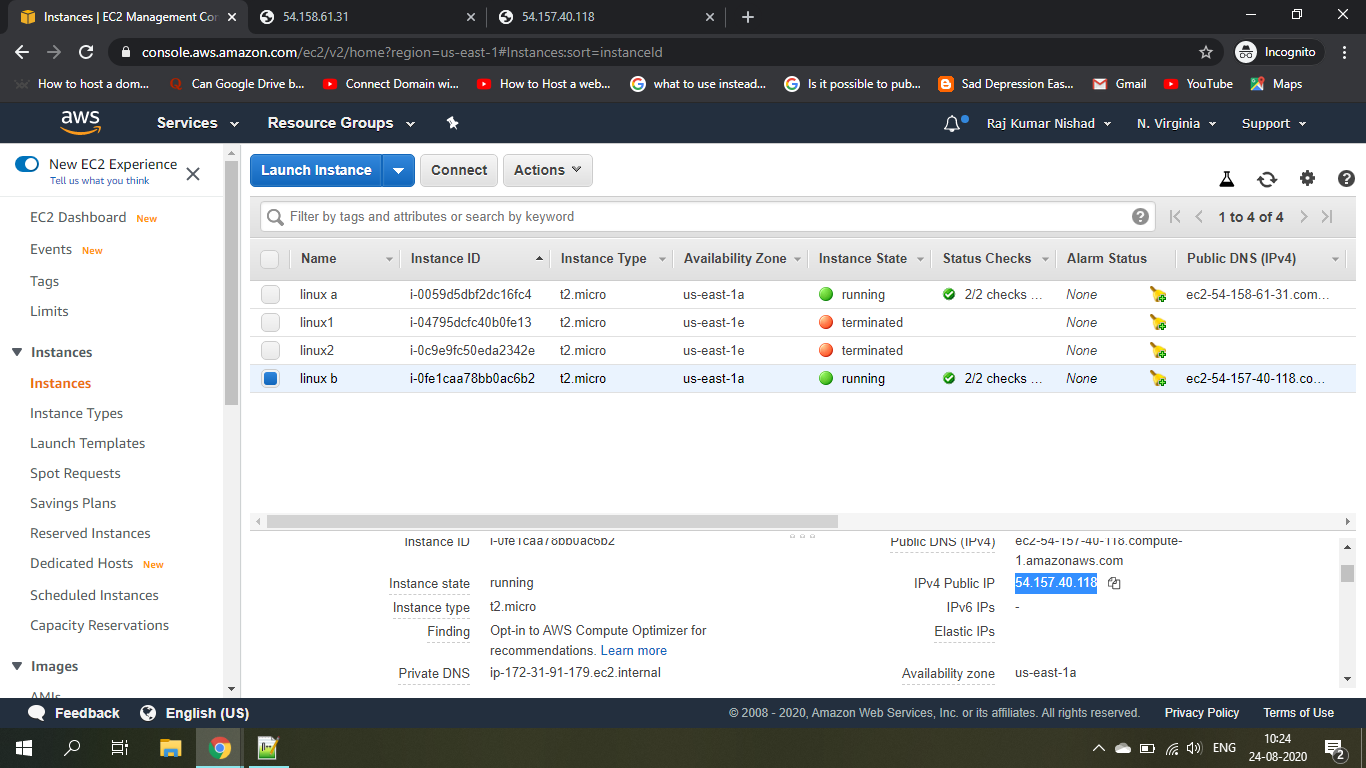 Instances | EC2 Management Con
54.158.61.31
54.157.40.118
console.aws.amazon.com/ec2/v2/home?region=us-east-1#Instances:sort=instanceId
Incognito
How to host a dom...
Can Google Drive b...
Connect Domain wi...
How to Host a web...
what to use instead...
Is it possible to pub...
Sad Depression Eas...
Gmail
YouTube
Maps
aws
Services
Resource Groups
Raj Kumar Nishad
N. Virginia
Support
New EC2 Experience
Tell us what you think
EC2 Dashboard New
Events New
Tags
Limits
Instances
Instances
Instance Types
Launch Templates
Spot Requests
Savings Plans
Reserved Instances
Dedicated Hosts New
Scheduled Instances
Capacity Reservations
Images
AMIs
Launch Instance
Connect
Actions
Filter by tags and attributes or search by keyword
1 to 4 of 4
Name Instance ID Instance Type Availability Zone Instance State Status Checks Alarm Status Public DNS (IPv4)
linux a i-0059d5dbf2dc16fc4 t2.micro us-east-1a running 2/2 checks ... None ec2-54-158-61-31.com...
linux1 i-04795dcfc40b0fe13 t2.micro us-east-1e terminated None
linux2 i-0c9e9fc50eda2342e t2.micro us-east-1e terminated None
linux b i-0fe1caa78bb0ac6b2 t2.micro us-east-1a running 2/2 checks ... None ec2-54-157-40-118.co...
Instance ID i-0fe1caa78bb0ac6b2
Public DNS (IPv4) ec2-54-157-40-118.compute-
1.amazonaws.com
Instance state running
IPv4 Public IP 54.157.40.118
Instance type t2.micro
IPv6 IPs -
Finding Opt-in to AWS Compute Optimizer for
recommendations. Learn more
Elastic IPs
Private DNS ip-172-31-91-179.ec2.internal
Availability zone us-east-1a
Feedback
English (US)
© 2008 - 2020, Amazon Web Services, Inc. or its affiliates. All rights reserved.
Privacy Policy
Terms of Use
ENG
10:24
24-08-2020
2